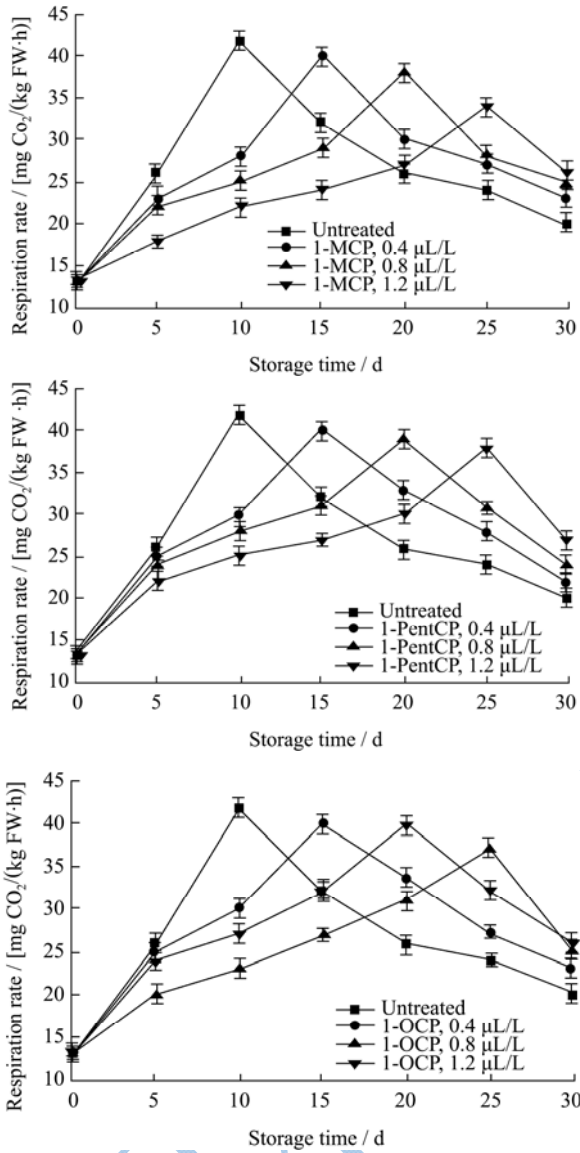 Respiration rate / [mg Co₂/(kg FW·h)]
45
40
35
30
25
20
15
10
Untreated
1-MCP, 0.4 μL/L
1-MCP, 0.8 μL/L
1-MCP, 1.2 μL/L
0 5 10 15 20 25 30
Storage time / d
Respiration rate / [mg CO₂/(kg FW ·h)]
45
40
35
30
25
20
15
10
Untreated
1-PentCP, 0.4 μL/L
1-PentCP, 0.8 μL/L
1-PentCP, 1.2 μL/L
0 5 10 15 20 25 30
Storage time / d
Respiration rate / [mg CO₂/(kg FW·h)]
45
40
35
30
25
20
15
10
Untreated
1-OCP, 0.4 μL/L
1-OCP, 0.8 μL/L
1-OCP, 1.2 μL/L
0 5 10 15 20 25 30
Storage time / d